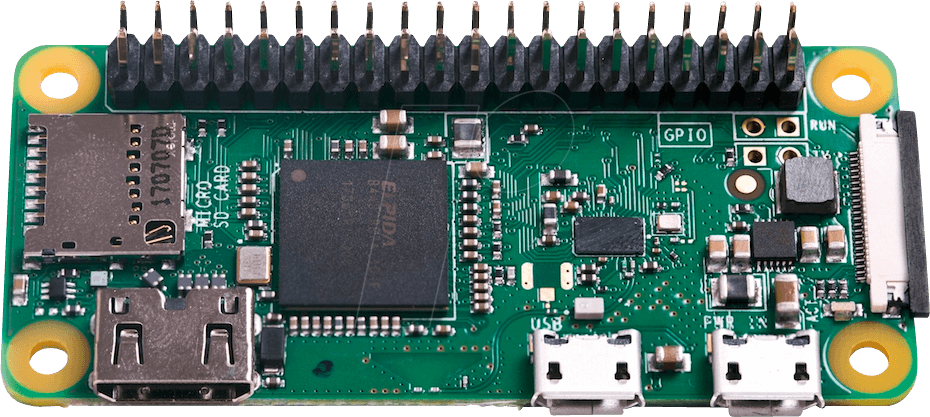 GPIO
RUN
170707D
MICRO
SD CARD
ELPIDA
USB
PWR IN